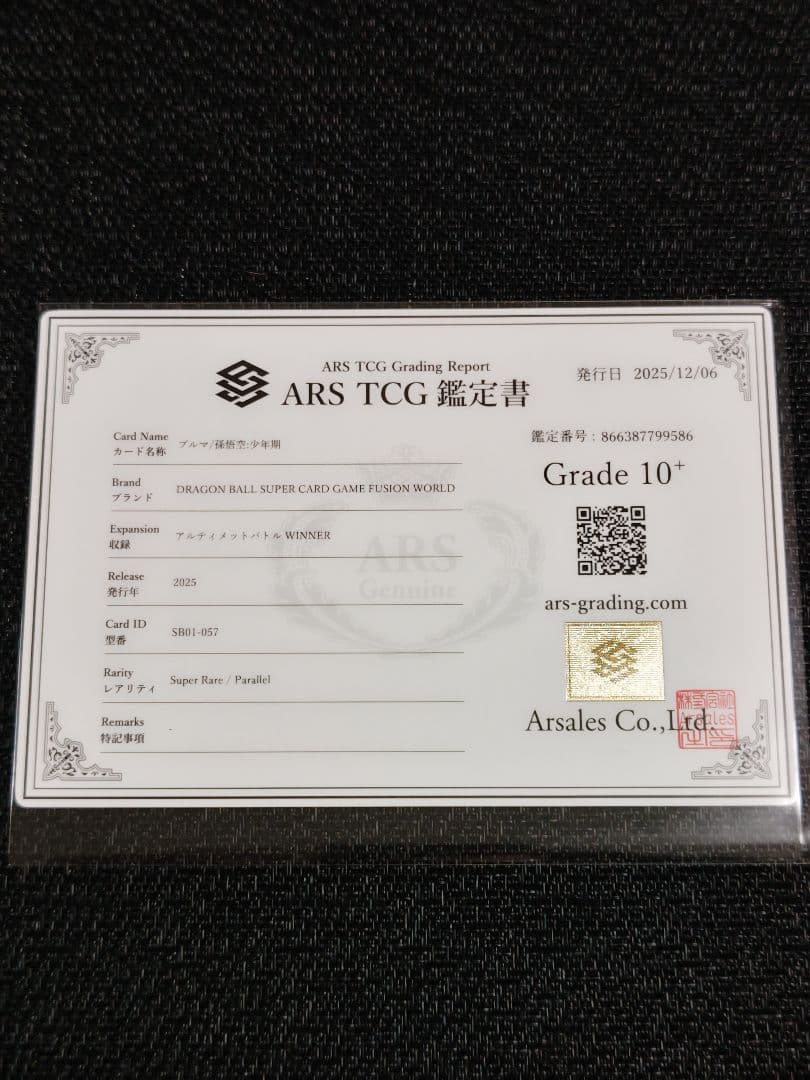 ARS TCG Grading Report
ARS TCG 鑑定書
発行日 2025/12/06
Card Name
カード名称
ブルマ/孫悟空:少年期
Brand
ブランド
DRAGON BALL SUPER CARD GAME FUSION WORLD
Expansion
収録
アルティメットバトル WINNER
Release
発行年
2025
Card ID
型番
SB01-057
Rarity
レアリティ
Super Rare / Parallel
Remarks
特記事項
-
ARS
Genuine
鑑定番号：866387799586
Grade 10+
ars-grading.com
Arsales Co.,Ltd.
株式会社
Arsales